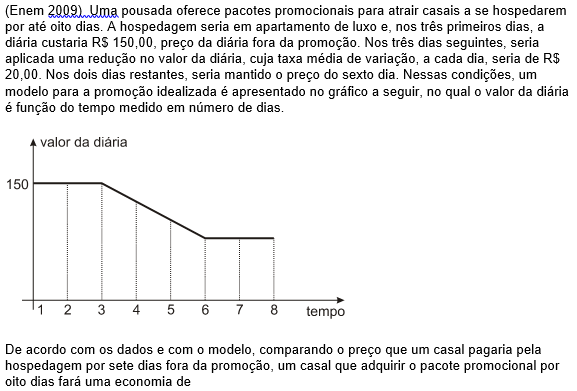 (Enem 2009) Uma pousada oferece pacotes promocionais para atrair casais a se hospedarem
por até oito dias. A hospedagem seria em apartamento de luxo e, nos três primeiros dias, a
diária custaria R$ 150,00, preço da diária fora da promoção. Nos três dias seguintes, seria
aplicada uma redução no valor da diária, cuja taxa média de variação, a cada dia, seria de R$
20,00. Nos dois dias restantes, seria mantido o preço do sexto dia. Nessas condições, um
modelo para a promoção idealizada é apresentado no gráfico a seguir, no qual o valor da diária
é função do tempo medido em número de dias.
valor da diária
150
1 2 3 4 5 6 7 8 tempo
De acordo com os dados e com o modelo, comparando o preço que um casal pagaria pela
hospedagem por sete dias fora da promoção, um casal que adquirir o pacote promocional por
oito dias fará uma economia de